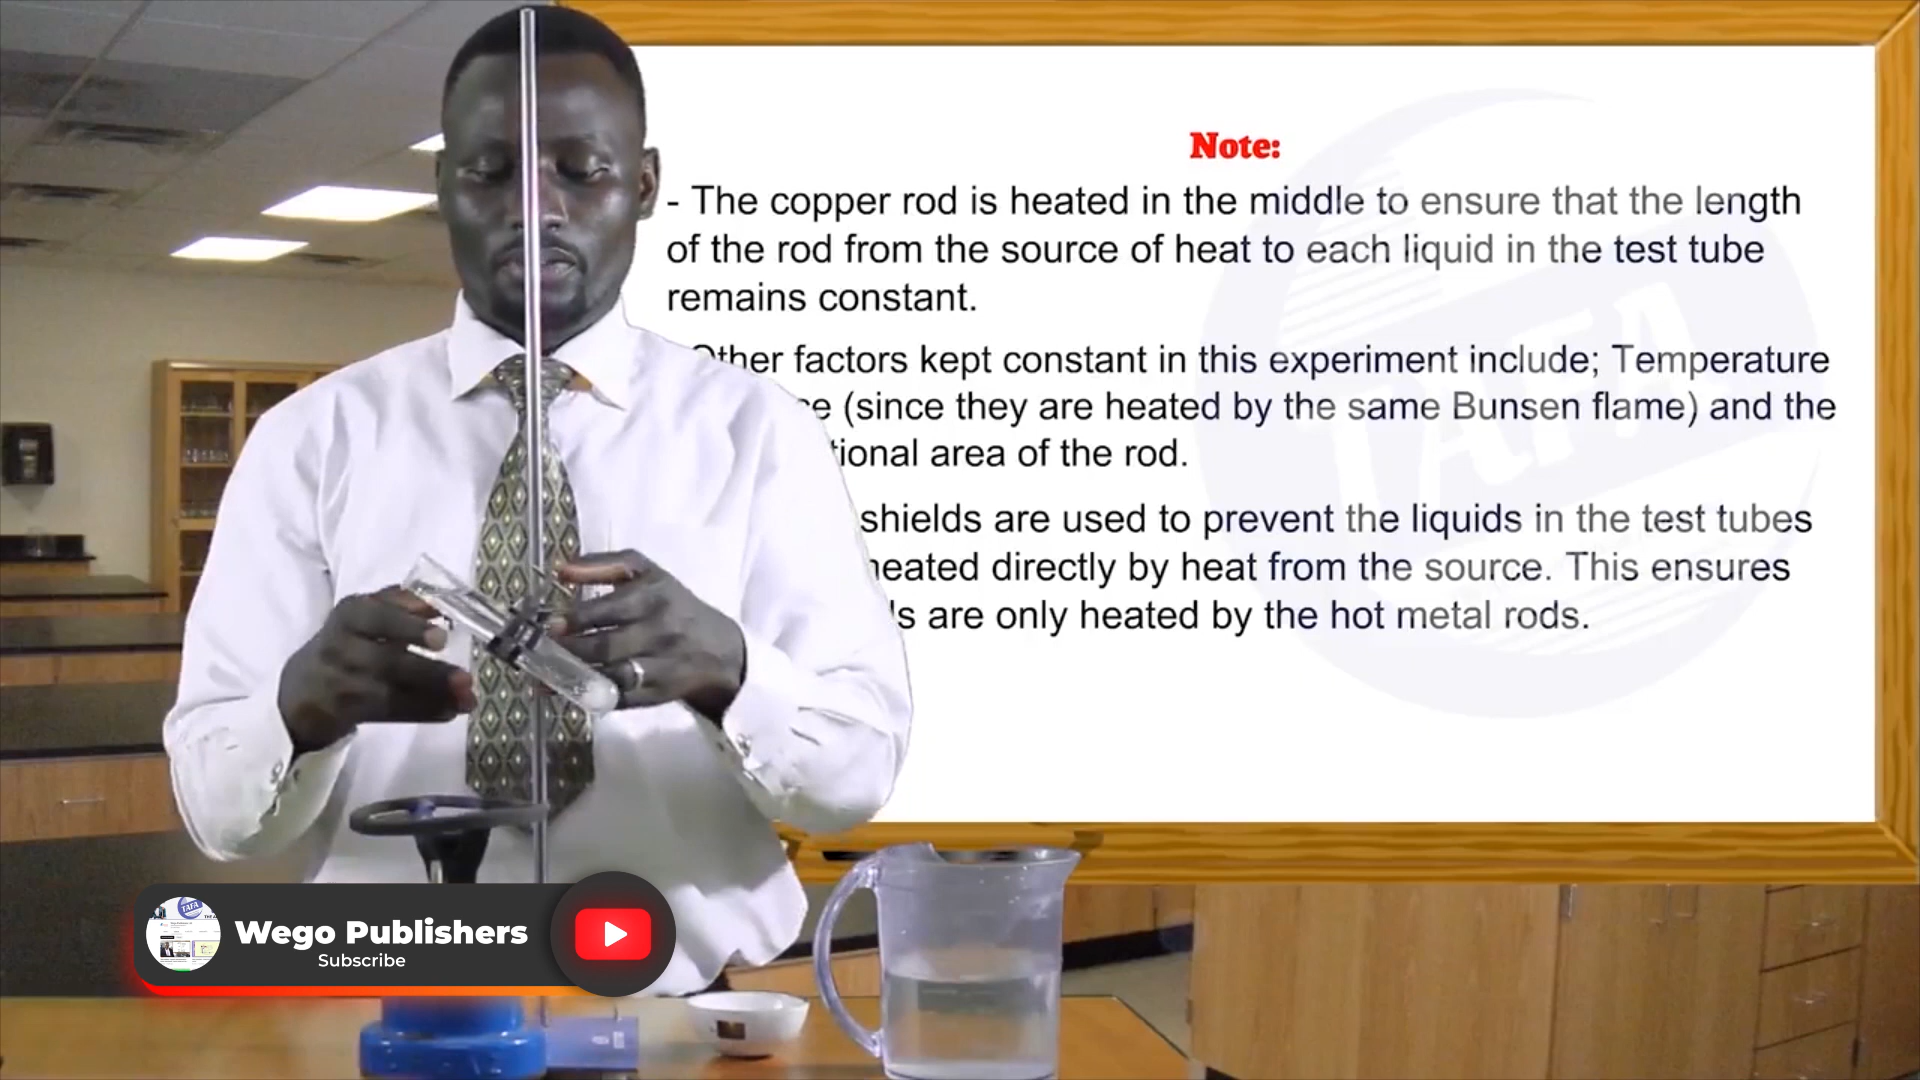 Note:
- The copper rod is heated in the middle to ensure that the length
of the rod from the source of heat to each liquid in the test tube
remains constant.
Other factors kept constant in this experiment include; Temperature
(since they are heated by the same Bunsen flame) and the
area of the rod.
shields are used to prevent the liquids in the test tubes
heated directly by heat from the source. This ensures
are only heated by the hot metal rods.
TAFA
TAFA
Wego Publishers
Subscribe